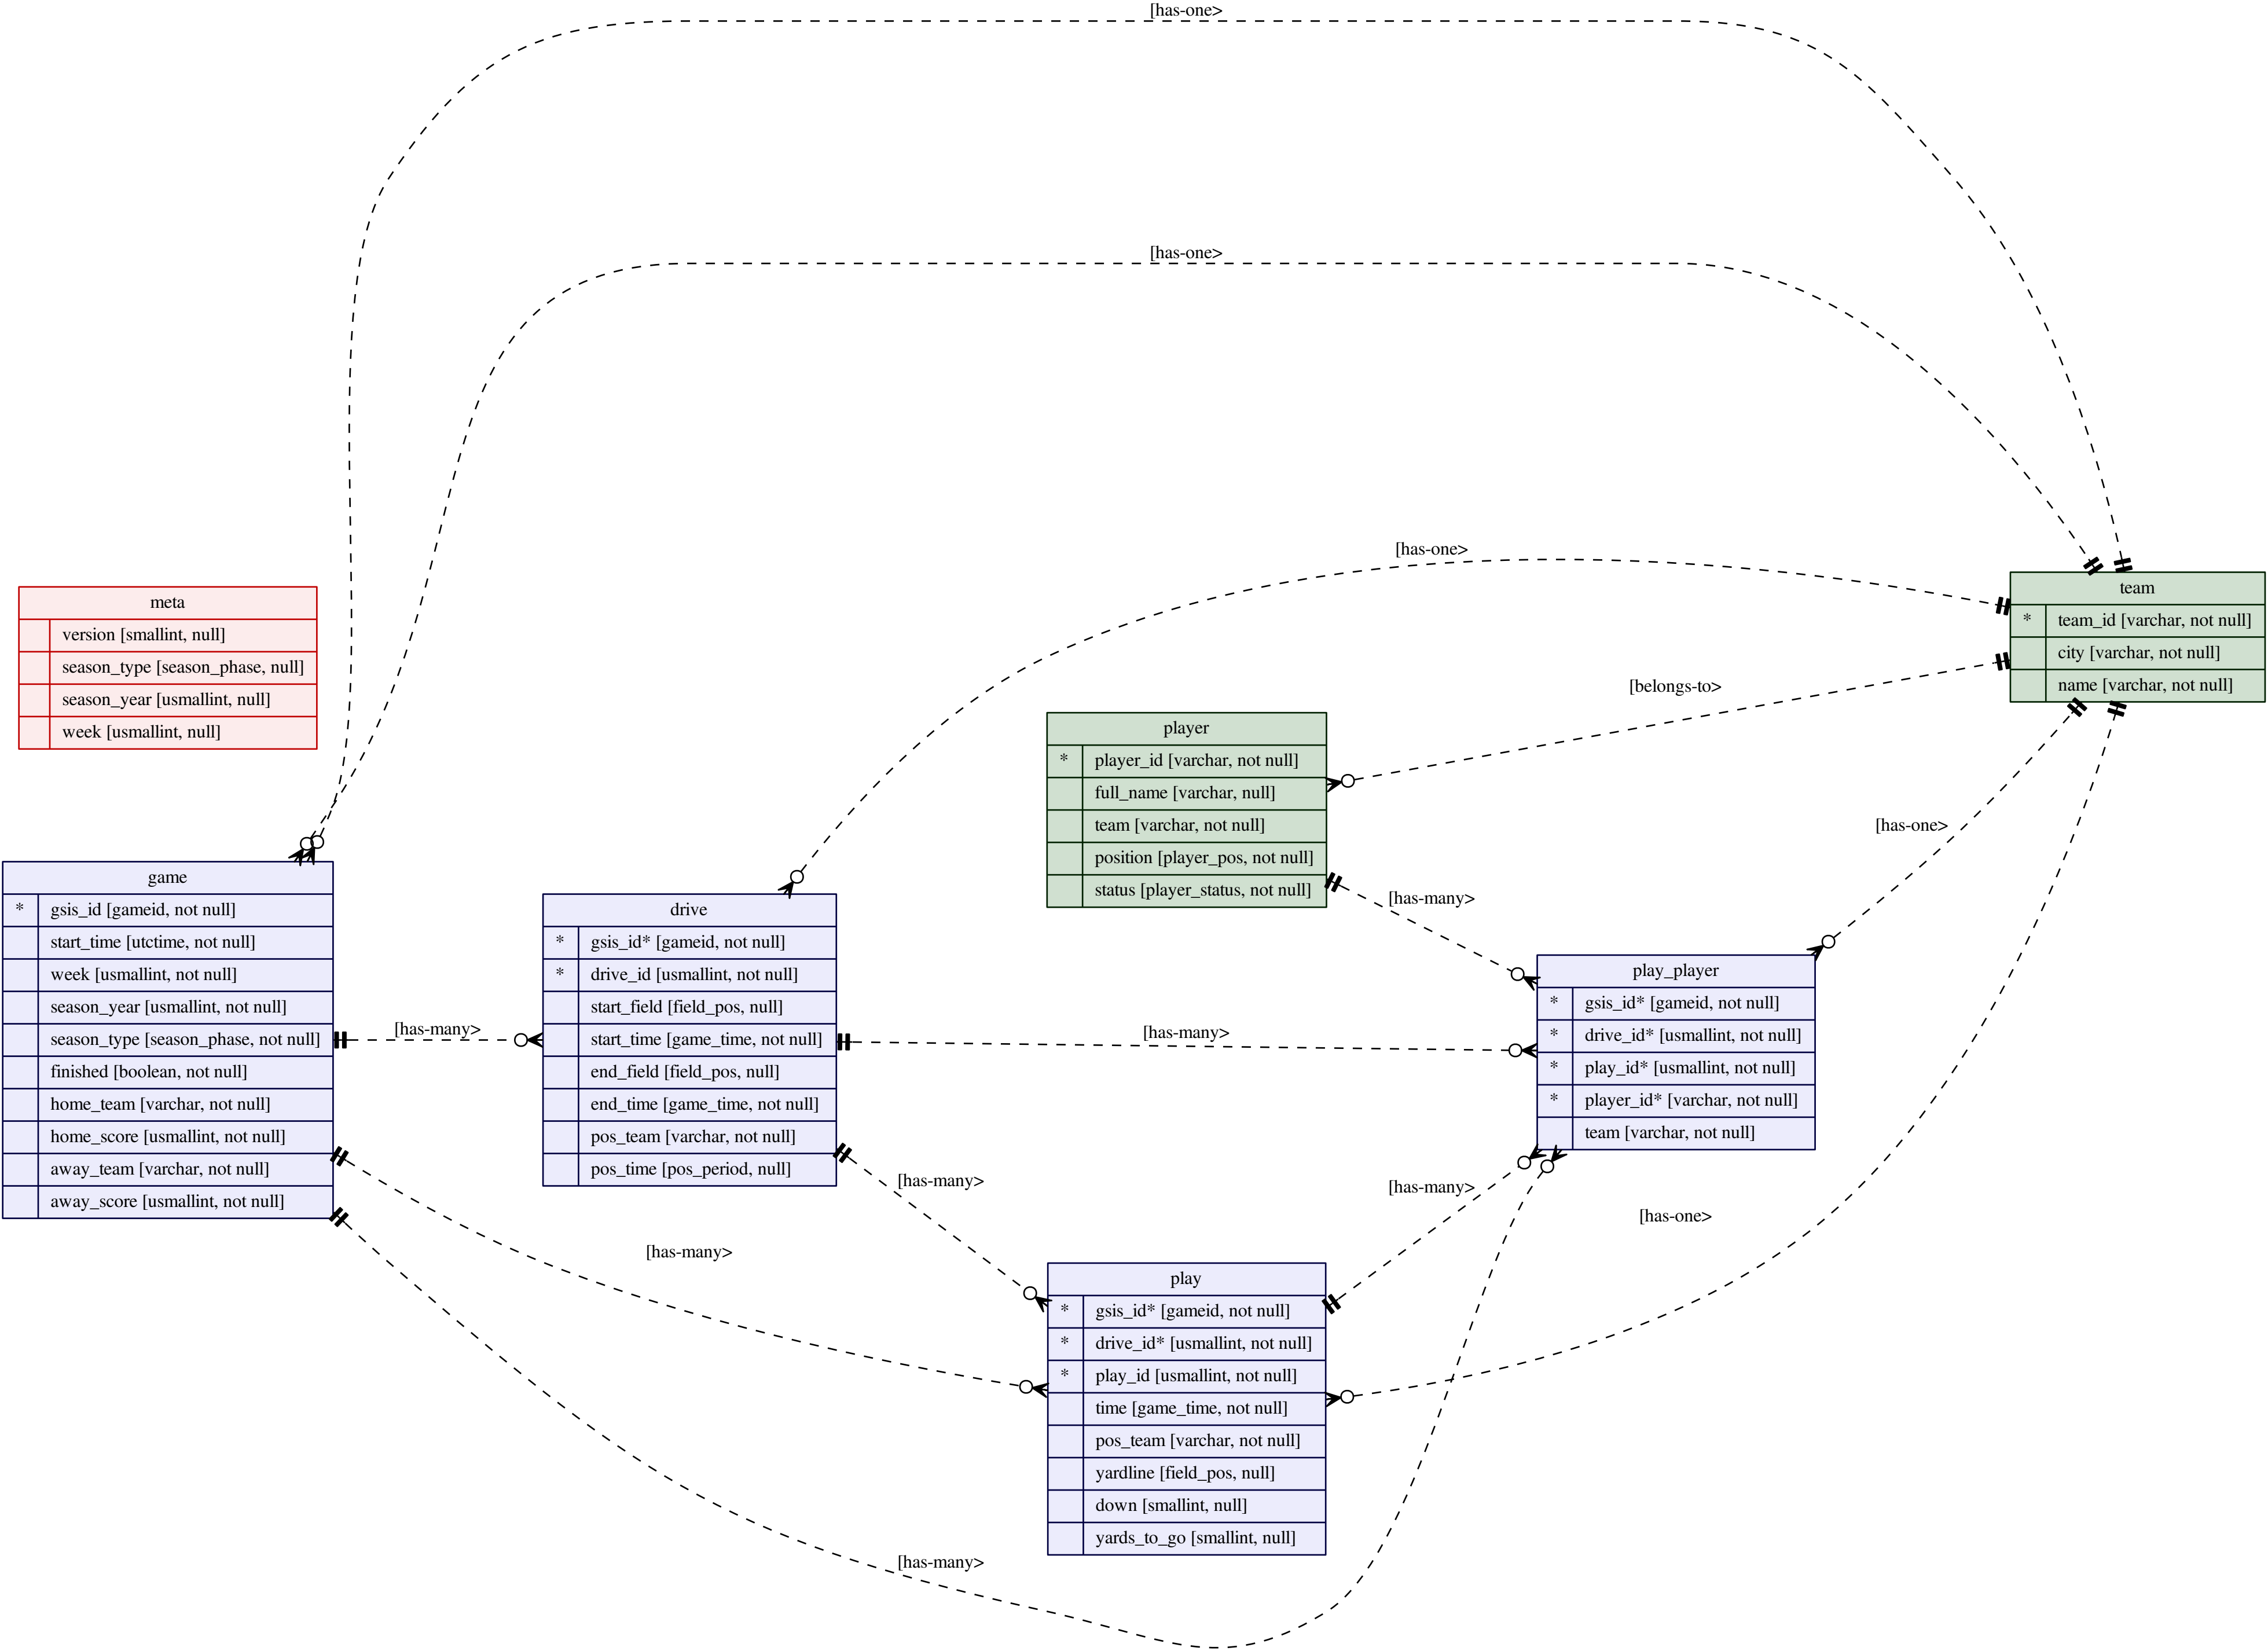 [has-one>
[has-one>
[has-one>
meta
version [smallint, null]
season_type [season_phase, null]
season_year [usmallint, null]
week [usmallint, null]
team
* team_id [varchar, not null]
city [varchar, not null]
name [varchar, not null]
[belongs-to>
player
* player_id [varchar, not null]
full_name [varchar, null]
team [varchar, not null]
position [player_pos, not null]
status [player_status, not null]
[has-one>
[has-many>
game
* gsis_id [gameid, not null]
start_time [utctime, not null]
week [usmallint, not null]
season_year [usmallint, not null]
season_type [season_phase, not null]
finished [boolean, not null]
home_team [varchar, not null]
home_score [usmallint, not null]
away_team [varchar, not null]
away_score [usmallint, not null]
[has-many>
drive
* gsis_id* [gameid, not null]
* drive_id [usmallint, not null]
start_field [field_pos, null]
start_time [game_time, not null]
end_field [field_pos, null]
end_time [game_time, not null]
pos_team [varchar, not null]
pos_time [pos_period, null]
[has-many>
play_player
* gsis_id* [gameid, not null]
* drive_id* [usmallint, not null]
* play_id* [usmallint, not null]
* player_id* [varchar, not null]
team [varchar, not null]
[has-many>
[has-many>
[has-one>
[has-many>
play
* gsis_id* [gameid, not null]
* drive_id* [usmallint, not null]
* play_id [usmallint, not null]
time [game_time, not null]
pos_team [varchar, not null]
yardline [field_pos, null]
down [smallint, null]
yards_to_go [smallint, null]
[has-many>